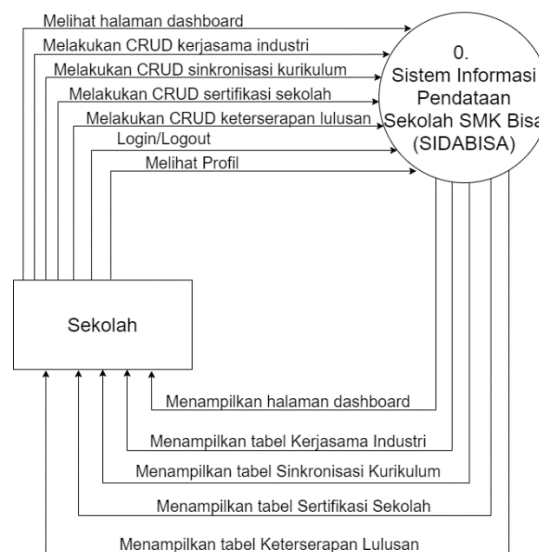 Melihat halaman dashboard
Melakukan CRUD kerjasama industri
Melakukan CRUD sinkronisasi kurikulum
Melakukan CRUD sertifikasi sekolah
Melakukan CRUD keterserapan lulusan
Login/Logout
Melihat Profil
0.
Sistem Informasi
Pendataan
Sekolah SMK Bisa
(SIDABISA)
Sekolah
Menampilkan halaman dashboard
Menampilkan tabel Kerjasama Industri
Menampilkan tabel Sinkronisasi Kurikulum
Menampilkan tabel Sertifikasi Sekolah
Menampilkan tabel Keterserapan Lulusan